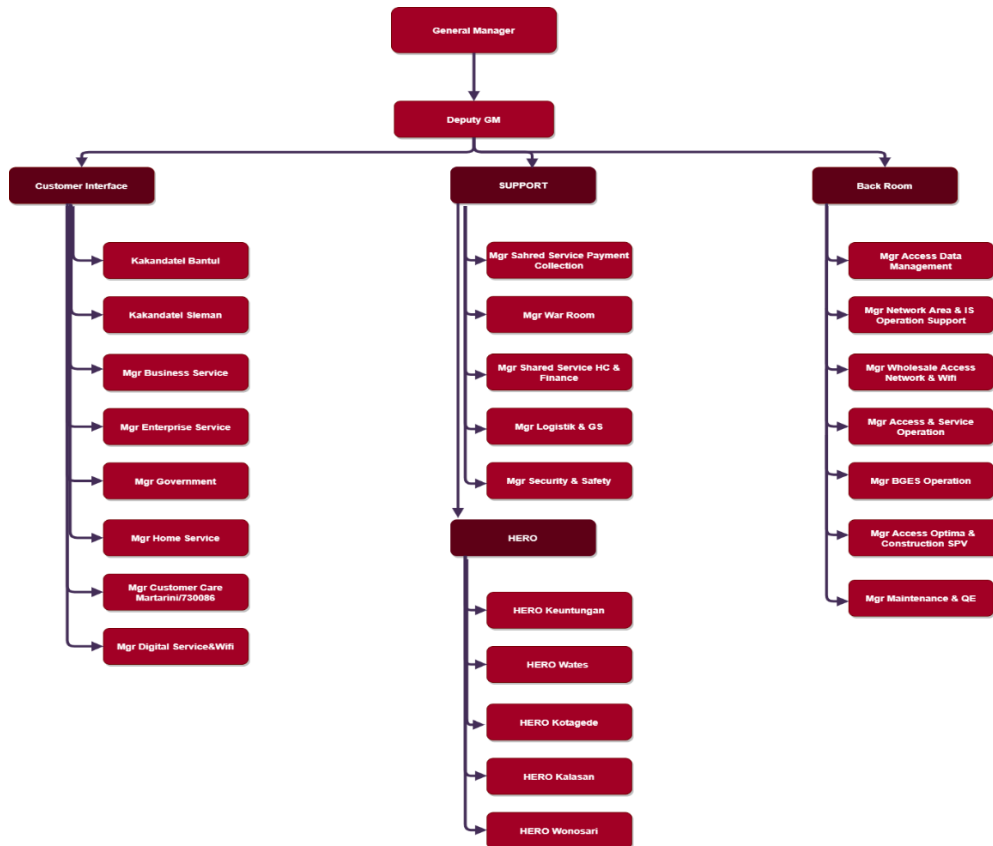 General Manager
Deputy GM
Customer Interface
Kakandatel Bantul
Kakandatel Sleman
Mgr Business Service
Mgr Enterprise Service
Mgr Government
Mgr Home Service
Mgr Customer Care
Martarini/730086
Mgr Digital Service&Wifi
SUPPORT
Mgr Sahred Service Payment
Collection
Mgr War Room
Mgr Shared Service HC &
Finance
Mgr Logistik & GS
Mgr Security & Safety
HERO
HERO Keuntungan
HERO Wates
HERO Kotagede
HERO Kalasan
HERO Wonosari
Back Room
Mgr Access Data
Management
Mgr Network Area & IS
Operation Support
Mgr Wholesale Access
Network & Wifi
Mgr Access & Service
Operation
Mgr BGES Operation
Mgr Access Optima &
Construction SPV
Mgr Maintenance & QE